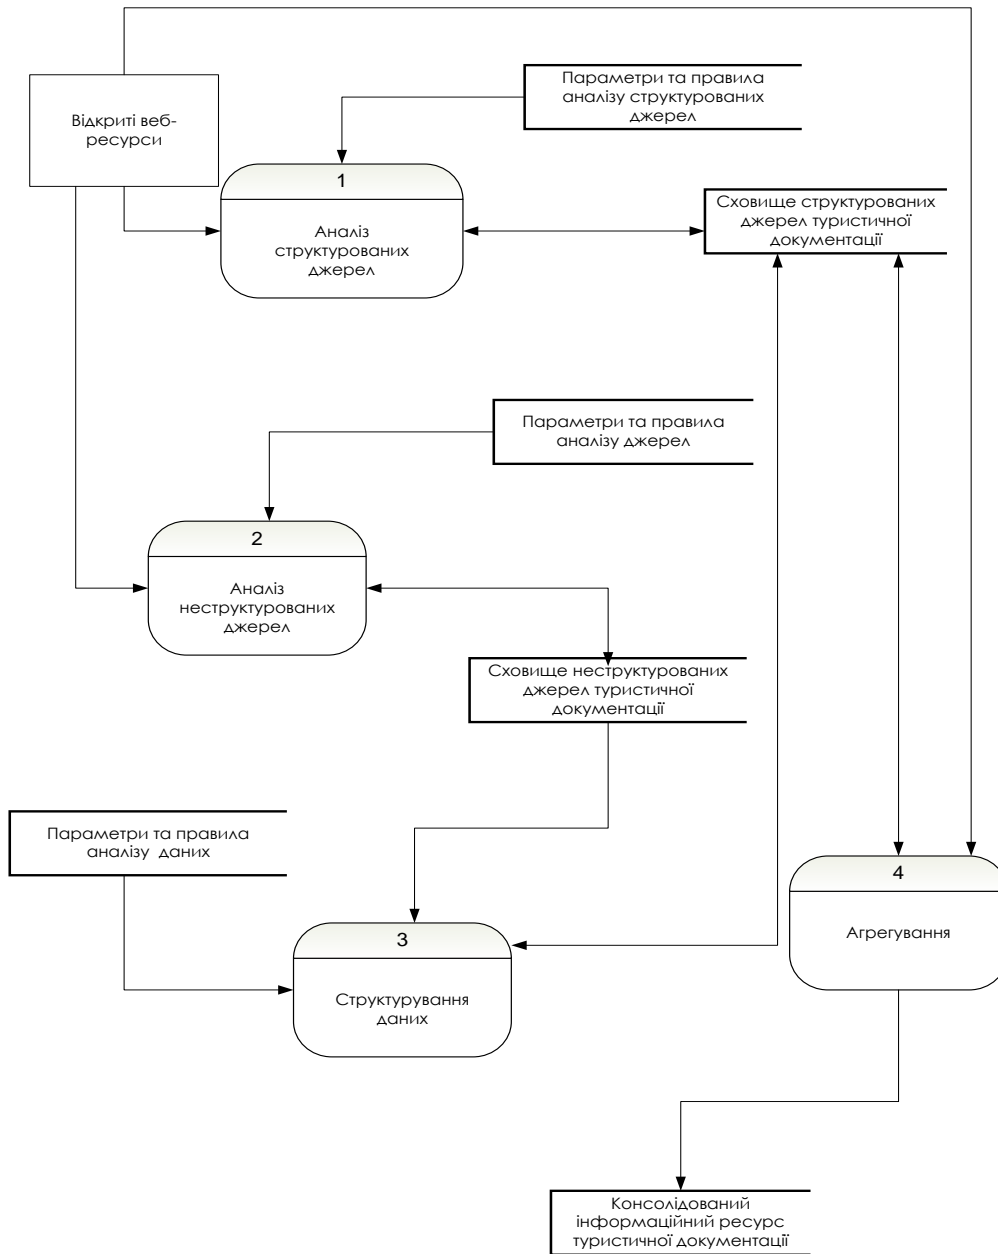 Параметри та правила
аналізу структурованих
джерел
Відкриті веб-
ресурси
1
Аналіз
структурованих
джерел
Сховище структурованих
джерел туристичної
документації
Параметри та правила
аналізу джерел
2
Аналіз
неструктурованих
джерел
Сховище неструктурованих
джерел туристичної
документації
Параметри та правила
аналізу даних
3
Структурування
даних
4
Агрегування
Консолідований
інформаційний ресурс
туристичної документації